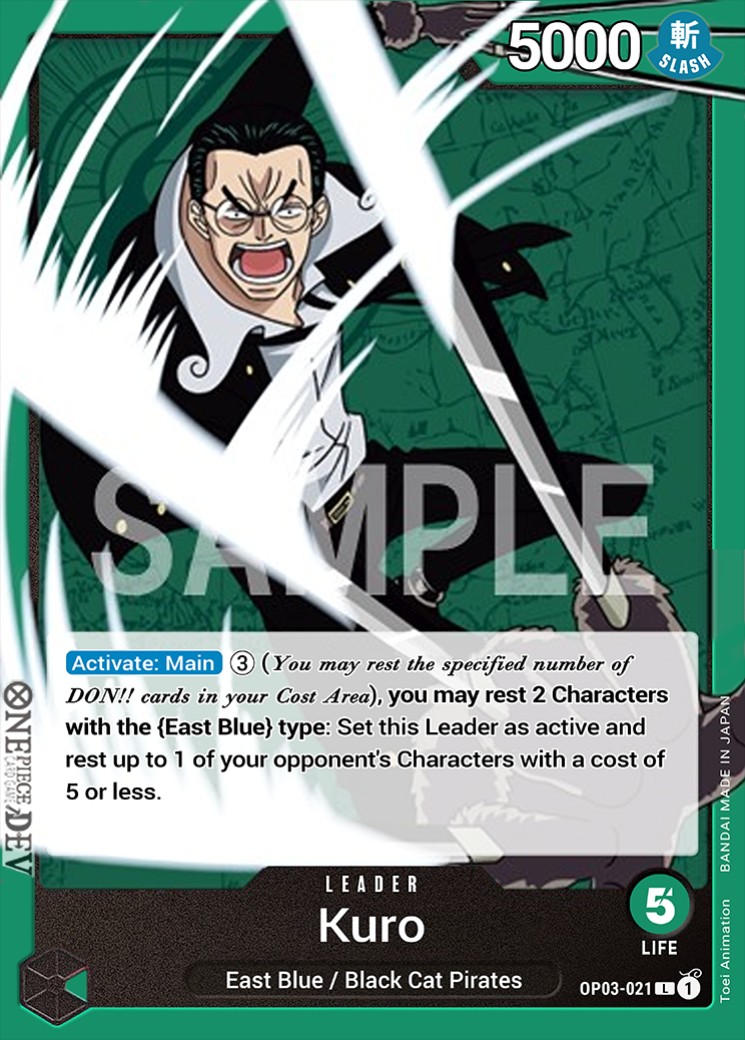 5000
斬
SLASH
SAMPLE
Activate: Main ③ (You may rest the specified number of
DON!! cards in your Cost Area), you may rest 2 Characters
with the {East Blue} type: Set this Leader as active and
rest up to 1 of your opponent's Characters with a cost of
5 or less.
ONE PIECE
CARD GAME
.DEV
BANDAI MADE IN JAPAN
Toei Animation
LEADER
Kuro
5
LIFE
East Blue / Black Cat Pirates
OP03-021 L 1